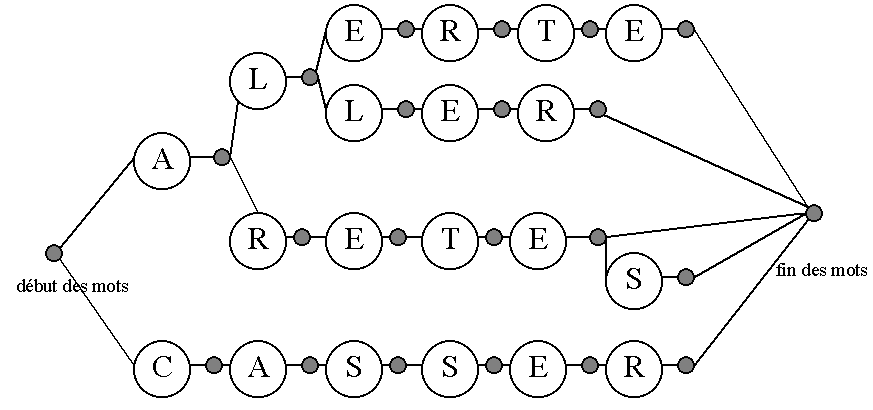 E R T E
L
L E R
A
R E T E
début des mots
S
fin des mots
C A S S E R